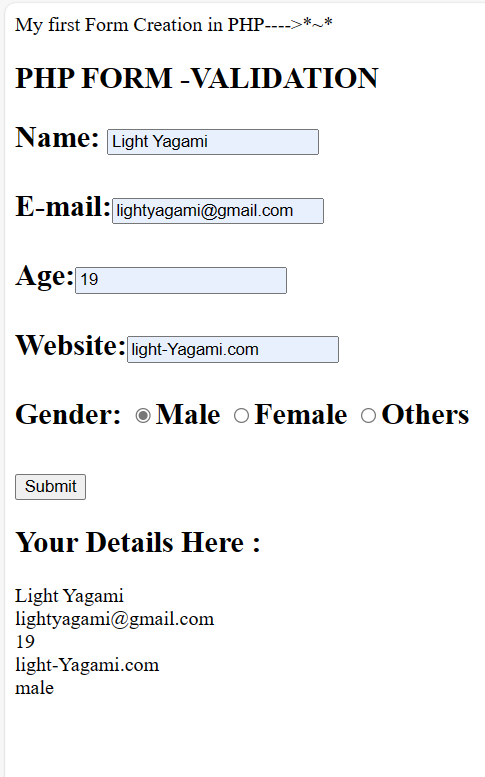 My first Form Creation in PHP---->*~*
PHP FORM -VALIDATION
Name: Light Yagami
E-mail:lightyagami@gmail.com
Age:19
Website:light-Yagami.com
Gender: Male Female Others
Submit
Your Details Here :
Light Yagami
lightyagami@gmail.com
19
light-Yagami.com
male